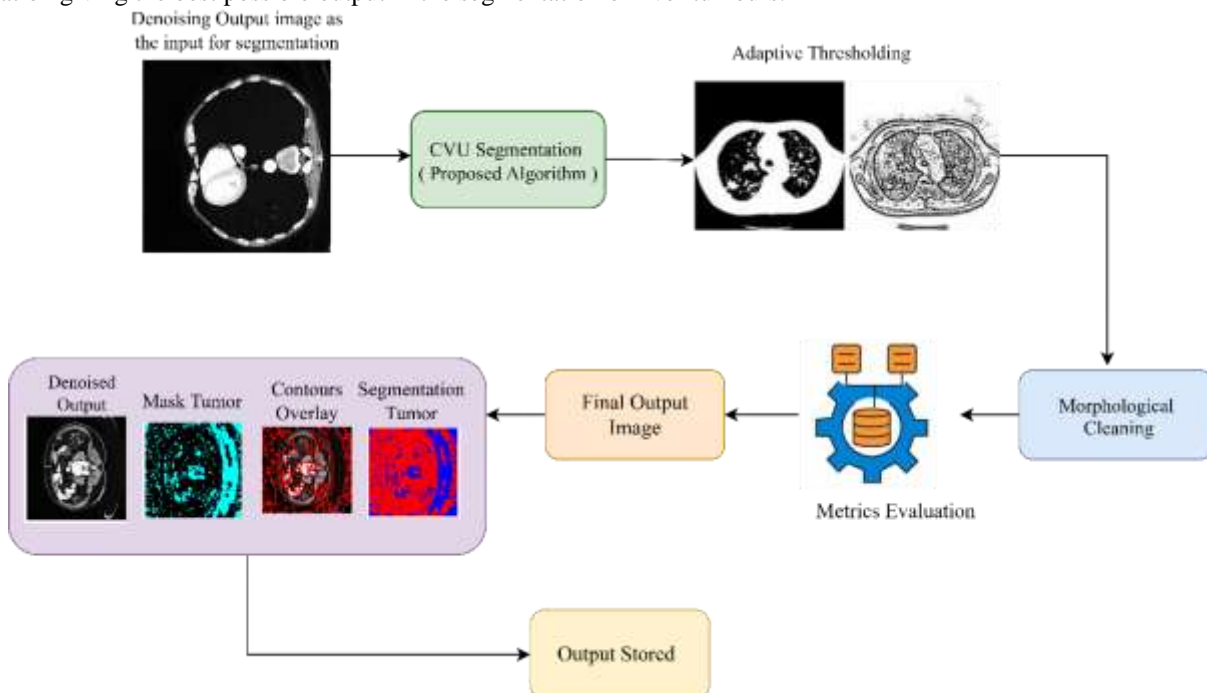 Denoising Output image as
the input for segmentation
Adaptive Thresholding
CVU Segmentation
( Proposed Algorithm )
Morphological
Cleaning
Metrics Evaluation
Final Output
Image
Denoised
Output
Mask Tumor
Contours
Overlay
Segmentation
Tumor
Output Stored